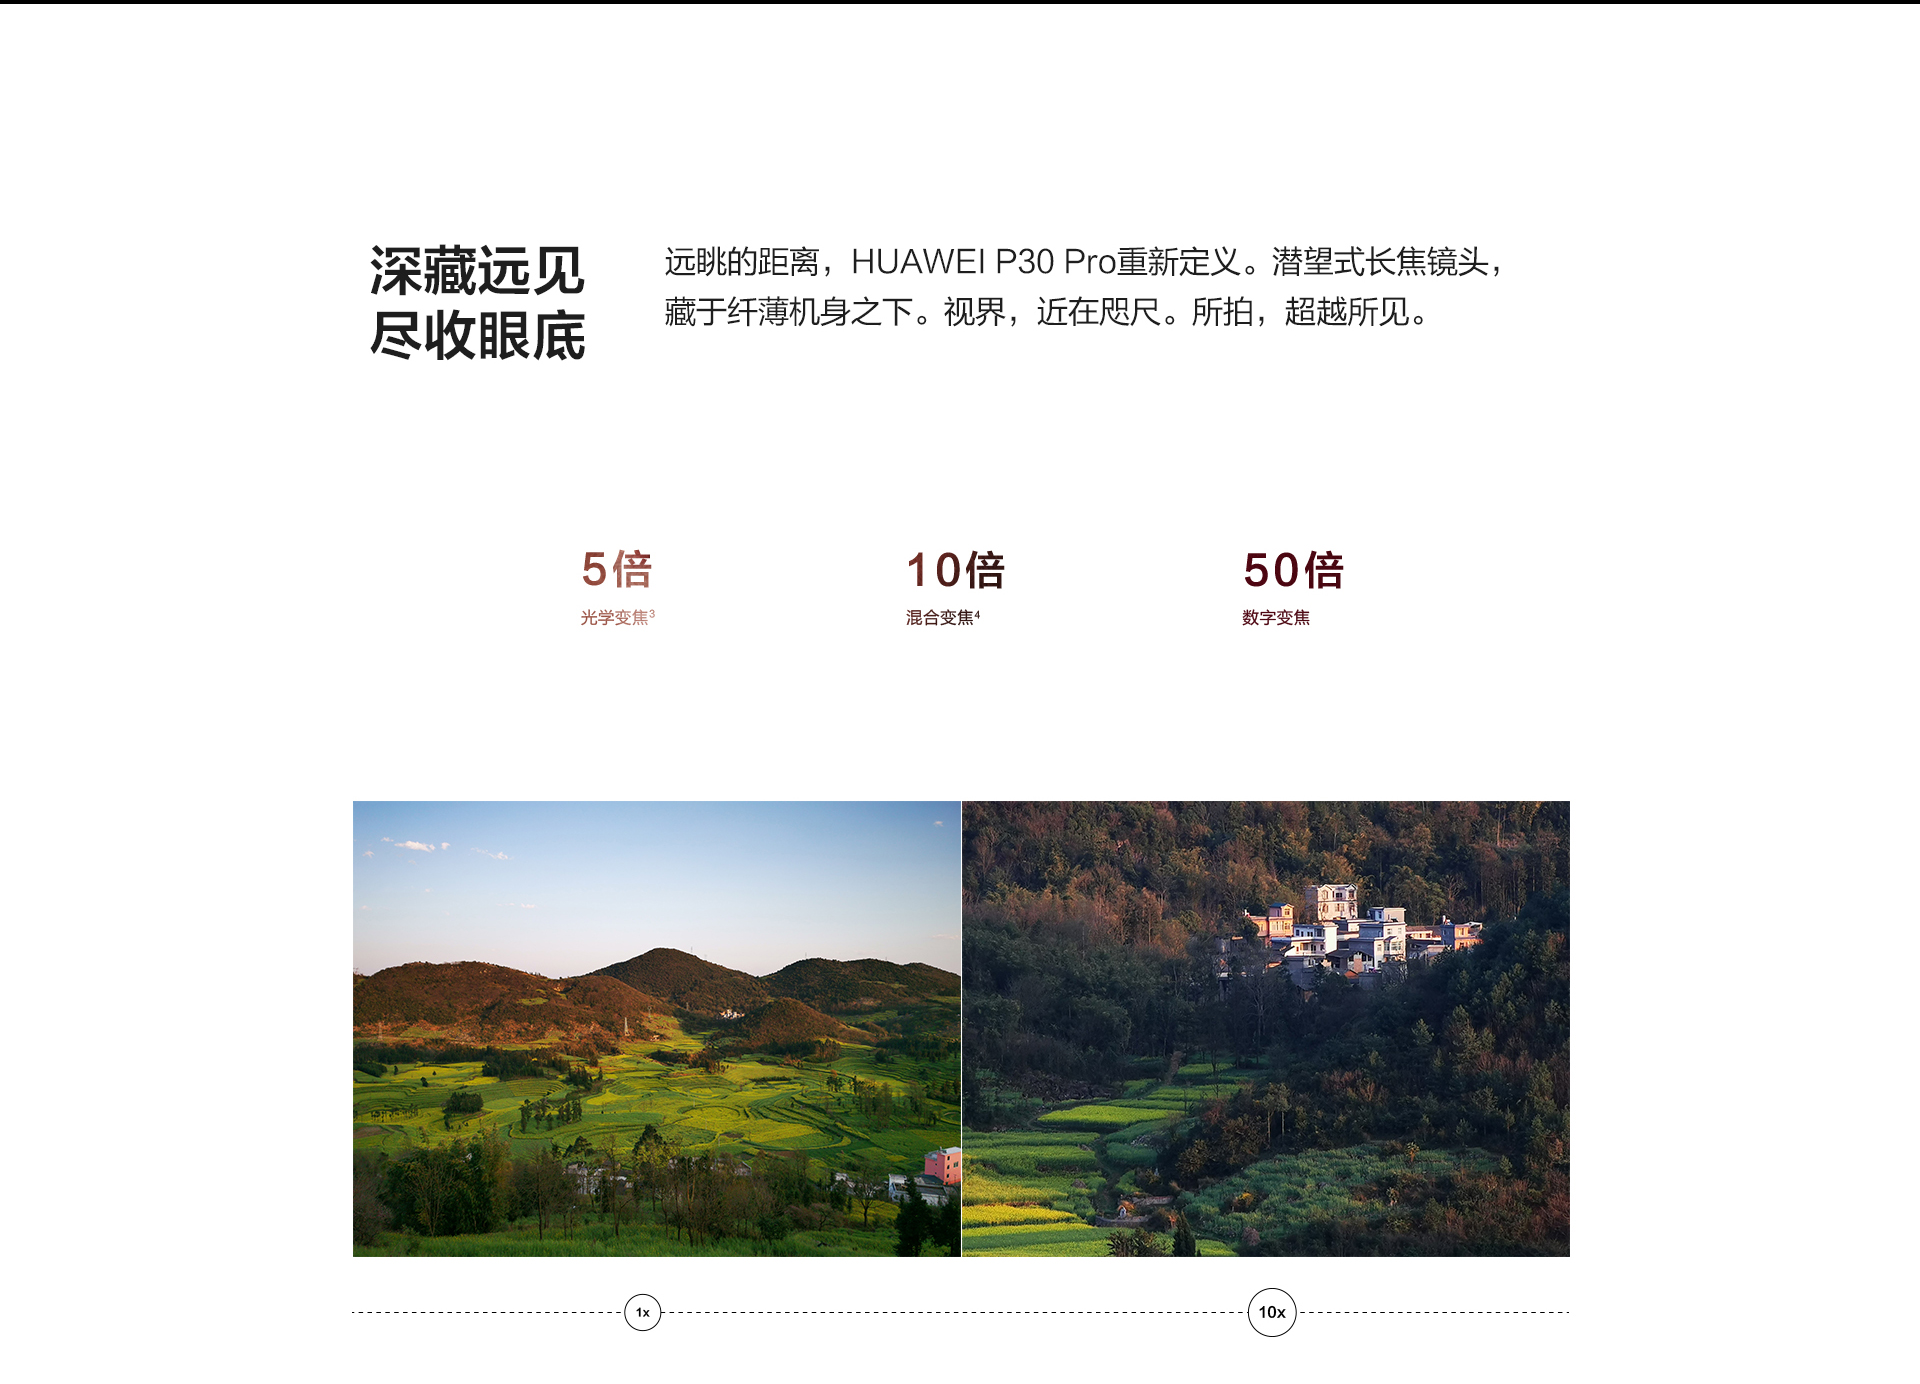 深藏远见
尽收眼底
远眺的距离，HUAWEI P30 Pro重新定义。潜望式长焦镜头，
藏于纤薄机身之下。视界，近在咫尺。所拍，超越所见。
5倍
光学变焦³
10倍
混合变焦⁴
50倍
数字变焦
1x
10x